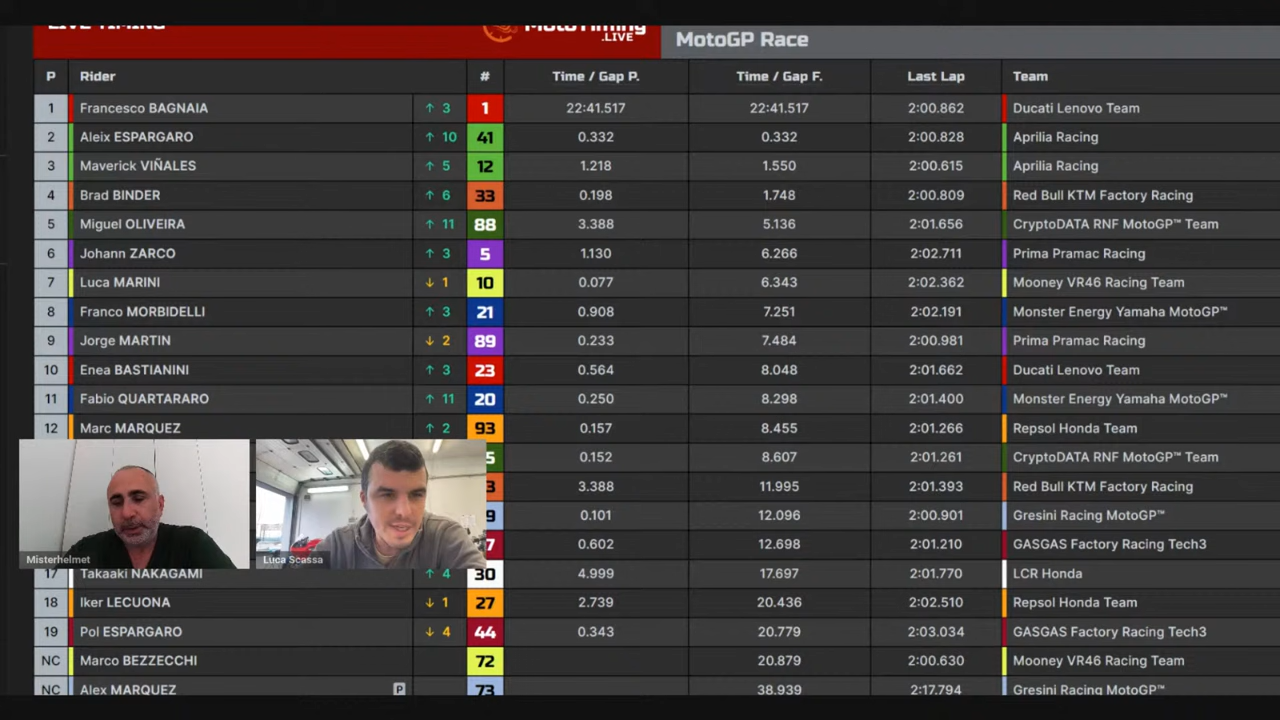 LIVE TIMING
MotoTiming
.LIVE
MotoGP Race
P Rider # Time / Gap P. Time / Gap F. Last Lap Team
1 Francesco BAGNAIA ↑ 3 1 22:41.517 22:41.517 2:00.862 Ducati Lenovo Team
2 Aleix ESPARGARO ↑ 10 41 0.332 0.332 2:00.828 Aprilia Racing
3 Maverick VIÑALES ↑ 5 12 1.218 1.550 2:00.615 Aprilia Racing
4 Brad BINDER ↑ 6 33 0.198 1.748 2:00.809 Red Bull KTM Factory Racing
5 Miguel OLIVEIRA ↑ 11 88 3.388 5.136 2:01.656 CryptoDATA RNF MotoGP™ Team
6 Johann ZARCO ↑ 3 5 1.130 6.266 2:02.711 Prima Pramac Racing
7 Luca MARINI ↓ 1 10 0.077 6.343 2:02.362 Mooney VR46 Racing Team
8 Franco MORBIDELLI ↑ 3 21 0.908 7.251 2:02.191 Monster Energy Yamaha MotoGP™
9 Jorge MARTIN ↓ 2 89 0.233 7.484 2:00.981 Prima Pramac Racing
10 Enea BASTIANINI ↑ 3 23 0.564 8.048 2:01.662 Ducati Lenovo Team
11 Fabio QUARTARARO ↑ 11 20 0.250 8.298 2:01.400 Monster Energy Yamaha MotoGP™
12 Marc MARQUEZ ↑ 2 93 0.157 8.455 2:01.266 Repsol Honda Team
5 0.152 8.607 2:01.261 CryptoDATA RNF MotoGP™ Team
3 3.388 11.995 2:01.393 Red Bull KTM Factory Racing
9 0.101 12.096 2:00.901 Gresini Racing MotoGP™
7 0.602 12.698 2:01.210 GASGAS Factory Racing Tech3
Misterhelmet
Luca Scassa
17 Takaaki NAKAGAMI ↑ 4 30 4.999 17.697 2:01.770 LCR Honda
18 Iker LECUONA ↓ 1 27 2.739 20.436 2:02.510 Repsol Honda Team
19 Pol ESPARGARO ↓ 4 44 0.343 20.779 2:03.034 GASGAS Factory Racing Tech3
NC Marco BEZZECCHI 72 20.879 2:00.630 Mooney VR46 Racing Team
NC Alex MARQUEZ P 73 38.939 2:17.794 Gresini Racing MotoGP™